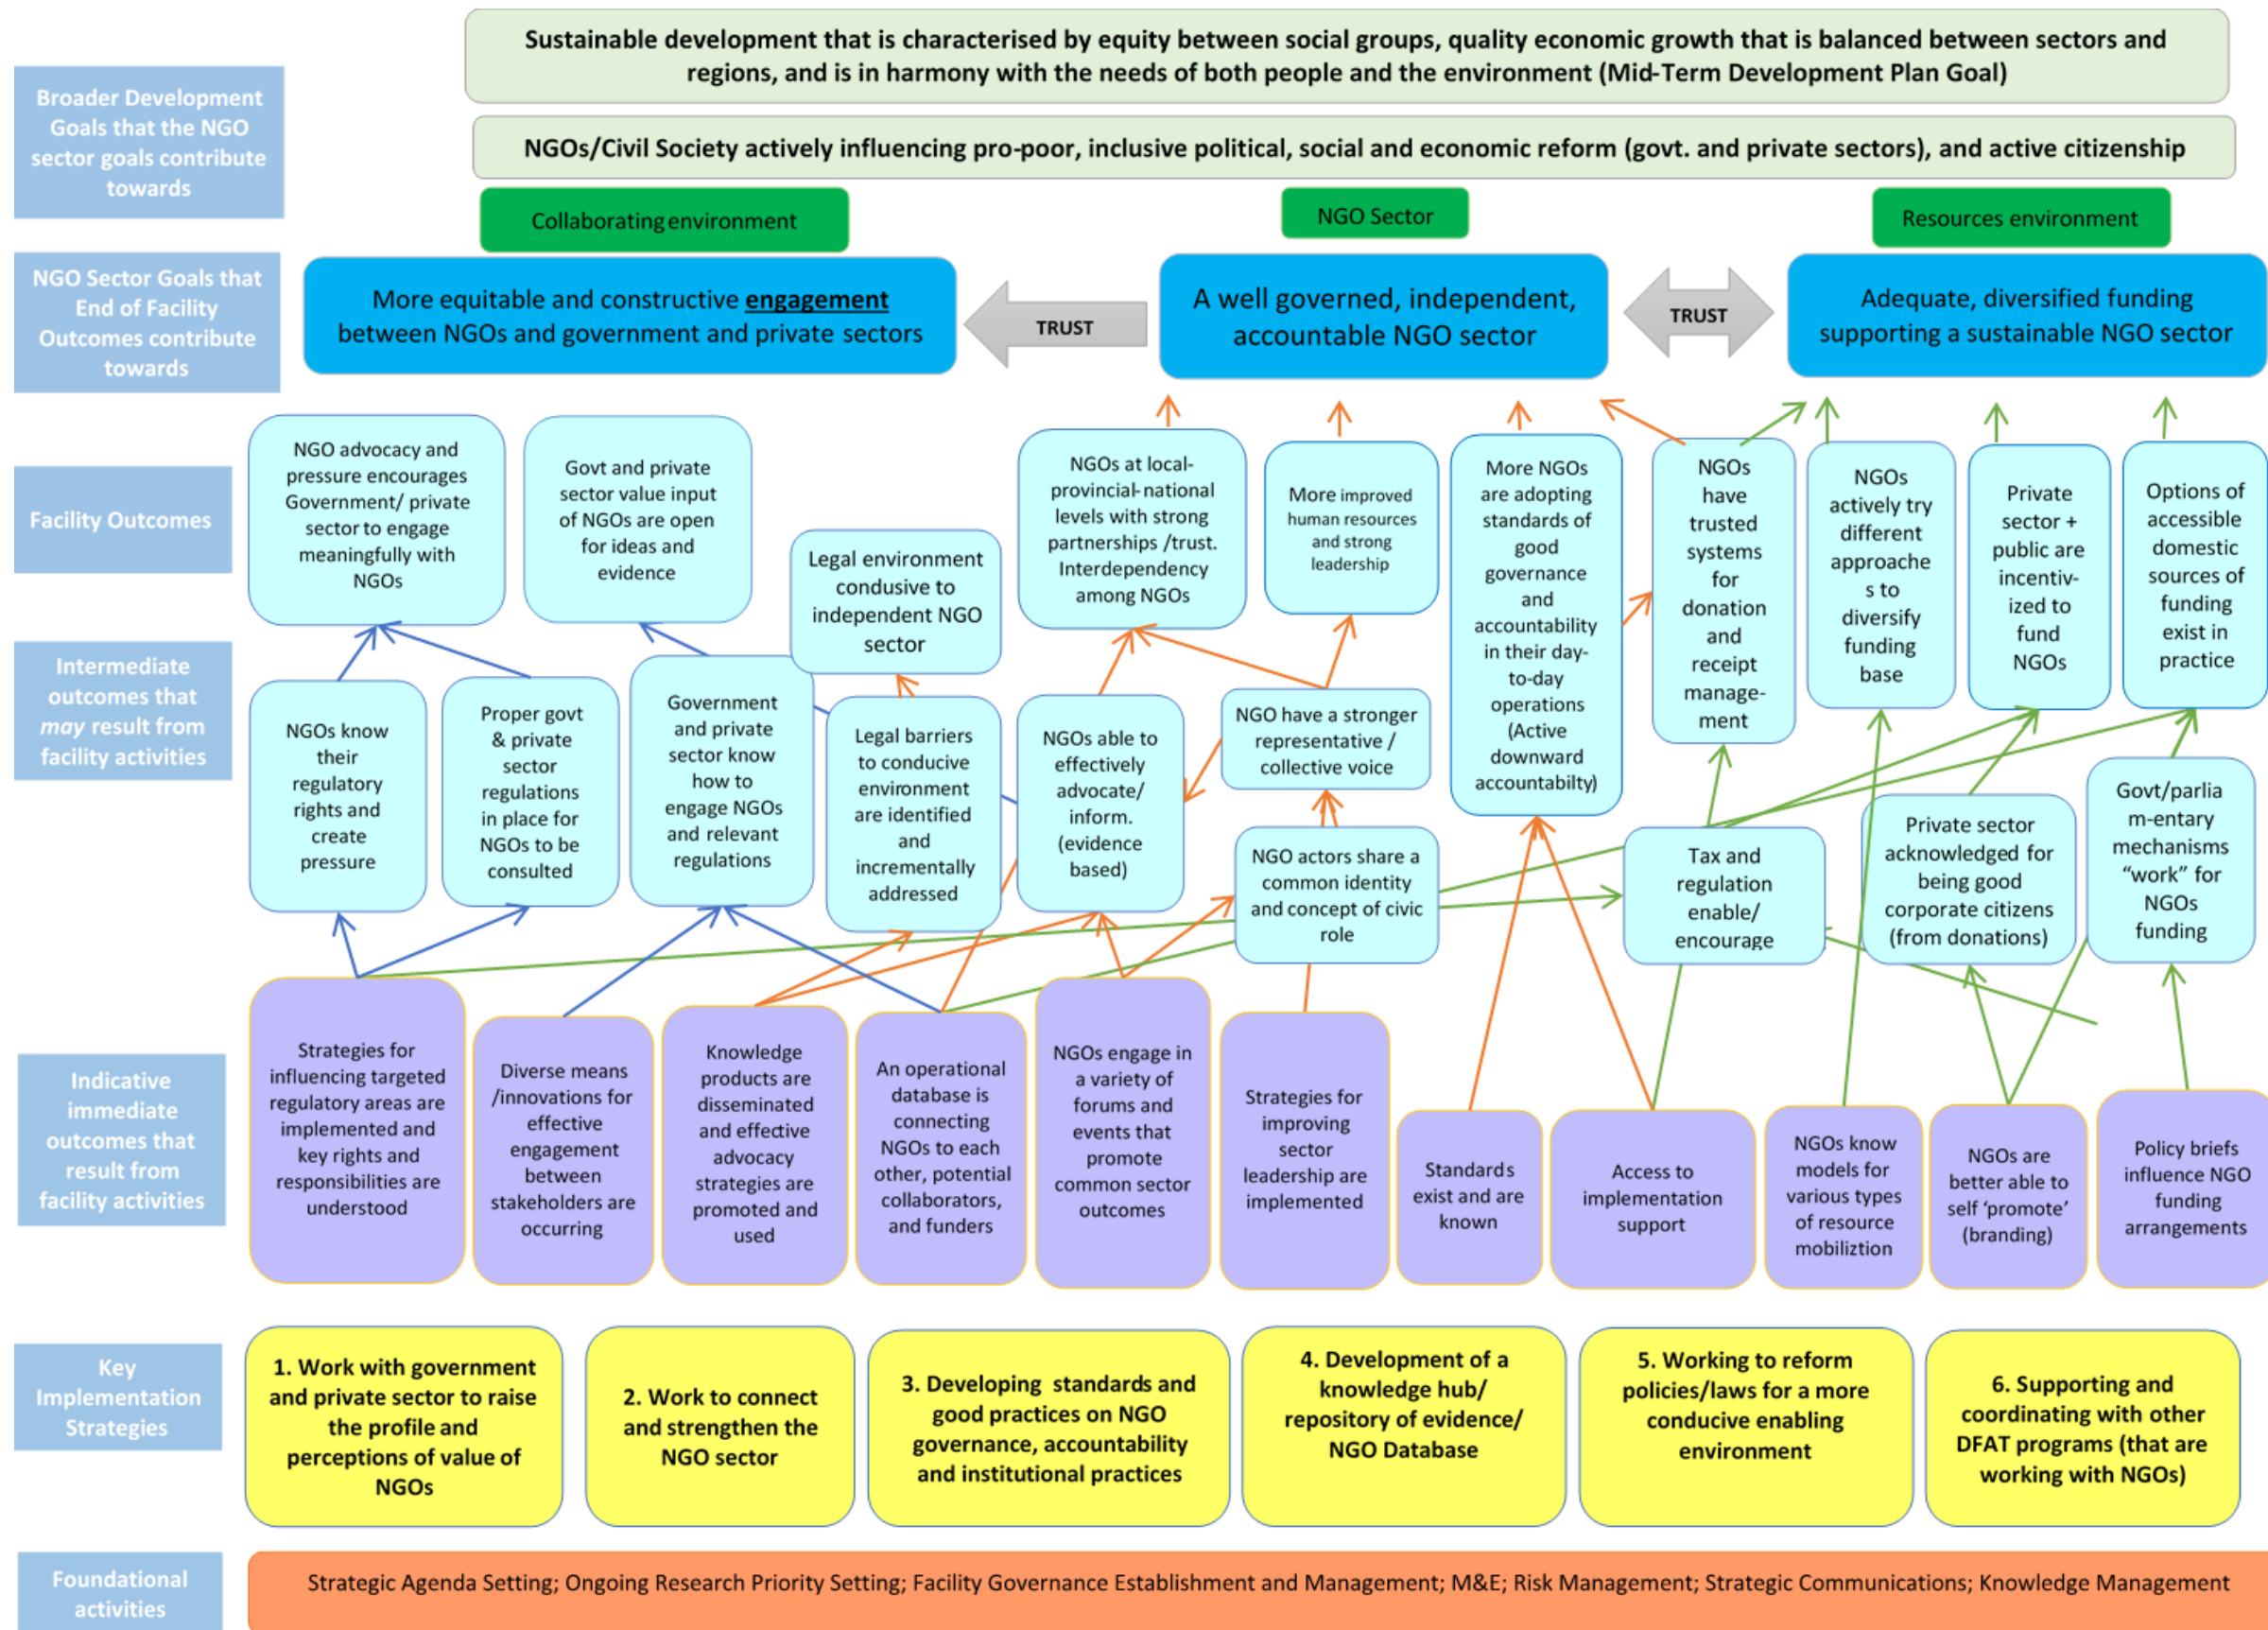 Sustainable development that is characterised by equity between social groups, quality economic growth that is balanced between sectors and
regions, and is in harmony with the needs of both people and the environment (Mid-Term Development Plan Goal)
Broader Development
Goals that the NGO
sector goals contribute
towards
NGOs/Civil Society actively influencing pro-poor, inclusive political, social and economic reform (govt. and private sectors), and active citizenship
Collaborating environment
NGO Sector
Resources environment
NGO Sector Goals that
End of Facility
Outcomes contribute
towards
More equitable and constructive engagement
between NGOs and government and private sectors
TRUST
A well governed, independent,
accountable NGO sector
TRUST
Adequate, diversified funding
supporting a sustainable NGO sector
Facility Outcomes
NGO advocacy and
pressure encourages
Government/ private
sector to engage
meaningfully with
NGOs
Govt and private
sector value input
of NGOs are open
for ideas and
evidence
Legal environment
condusive to
independent NGO
sector
NGOs at local-
provincial-national
levels with strong
partnerships /trust.
Interdependency
among NGOs
More improved
human resources
and strong
leadership
More NGOs
are adopting
standards of
good
governance
and
accountability
in their day-
to-day
operations
(Active
downward
accountabilty)
NGOs
have
trusted
systems
for
donation
and
receipt
manage-
ment
NGOs
actively try
different
approache
s to
diversify
funding
base
Private
sector +
public are
incentiv-
ized to
fund
NGOs
Options of
accessible
domestic
sources of
funding
exist in
practice
Intermediate
outcomes that
may result from
facility activities
NGOs know
their
regulatory
rights and
create
pressure
Proper govt
& private
sector
regulations
in place for
NGOs to be
consulted
Government
and private
sector know
how to
engage NGOs
and relevant
regulations
Legal barriers
to conducive
environment
are identified
and
incrementally
addressed
NGOs able to
effectively
advocate/
inform.
(evidence
based)
NGO have a stronger
representative /
collective voice
NGO actors share a
common identity
and concept of civic
role
Tax and
regulation
enable/
encourage
Private sector
acknowledged for
being good
corporate citizens
(from donations)
Govt/parlia
m-entary
mechanisms
“work” for
NGOs
funding
Indicative
immediate
outcomes that
result from
facility activities
Strategies for
influencing targeted
regulatory areas are
implemented and
key rights and
responsibilities are
understood
Diverse means
/innovations for
effective
engagement
between
stakeholders are
occurring
Knowledge
products are
disseminated
and effective
advocacy
strategies are
promoted and
used
An operational
database is
connecting
NGOs to each
other, potential
collaborators,
and funders
NGOs engage in
a variety of
forums and
events that
promote
common sector
outcomes
Strategies for
improving
sector
leadership are
implemented
Standards
exist and are
known
Access to
implementation
support
NGOs know
models for
various types
of resource
mobiliztion
NGOs are
better able to
self ‘promote’
(branding)
Policy briefs
influence NGO
funding
arrangements
Key
Implementation
Strategies
1. Work with government
and private sector to raise
the profile and
perceptions of value of
NGOs
2. Work to connect
and strengthen the
NGO sector
3. Developing standards and
good practices on NGO
governance, accountability
and institutional practices
4. Development of a
knowledge hub/
repository of evidence/
NGO Database
5. Working to reform
policies/laws for a more
conducive enabling
environment
6. Supporting and
coordinating with other
DFAT programs (that are
working with NGOs)
Foundational
activities
Strategic Agenda Setting; Ongoing Research Priority Setting; Facility Governance Establishment and Management; M&E; Risk Management; Strategic Communications; Knowledge Management